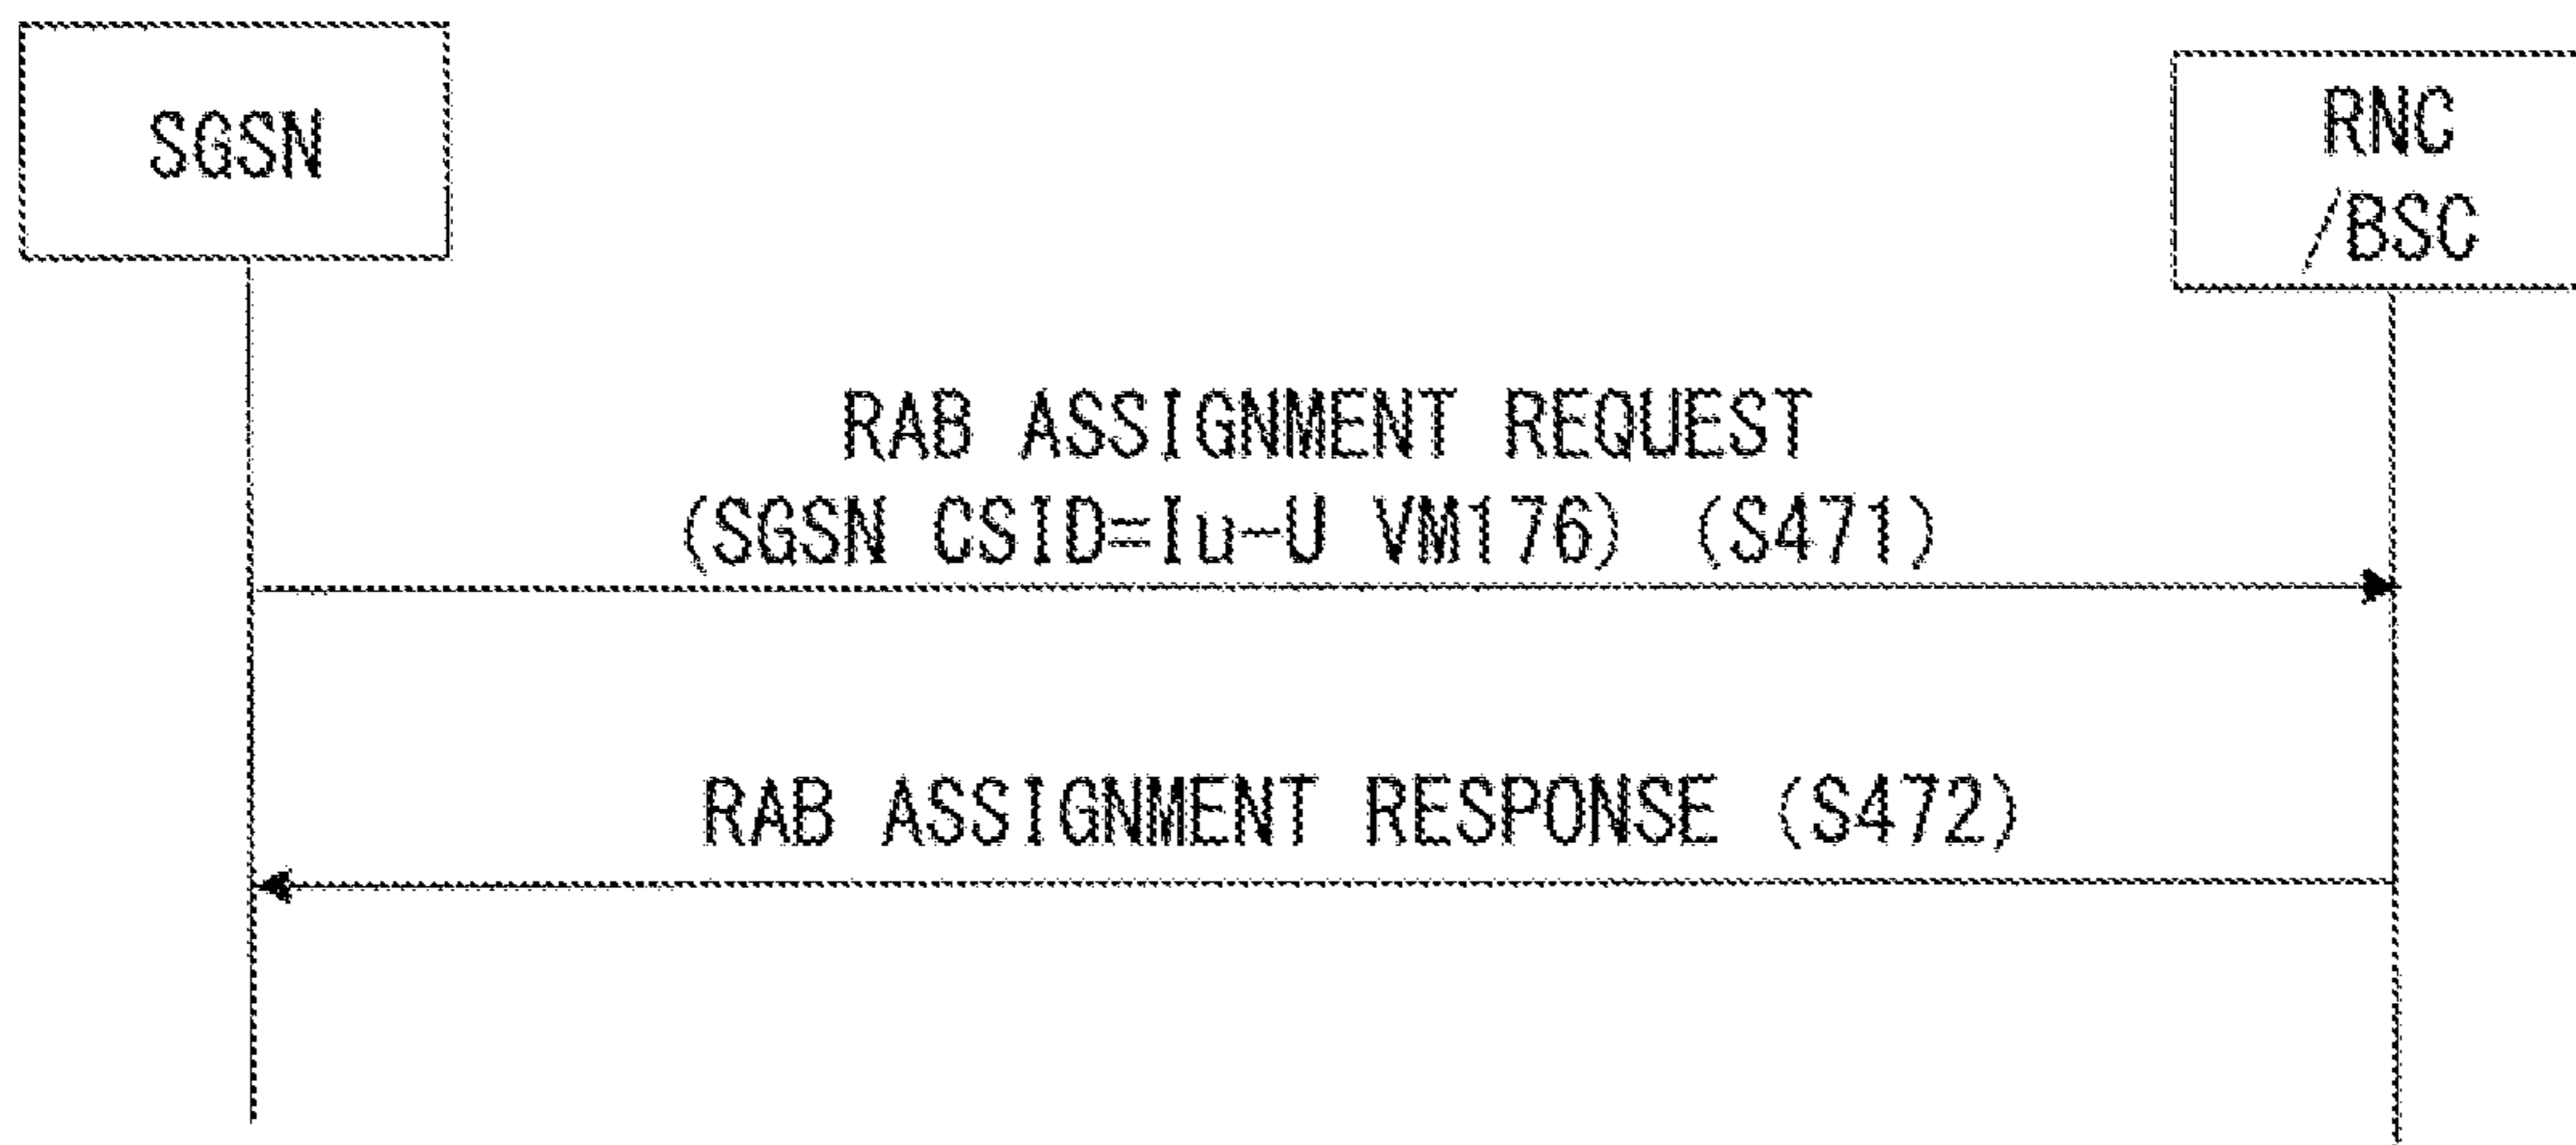 SGSN
RNC
/BSC
RAB ASSIGNMENT REQUEST
(SGSN CSID=Iu-U VM176) (S471)
RAB ASSIGNMENT RESPONSE (S472)